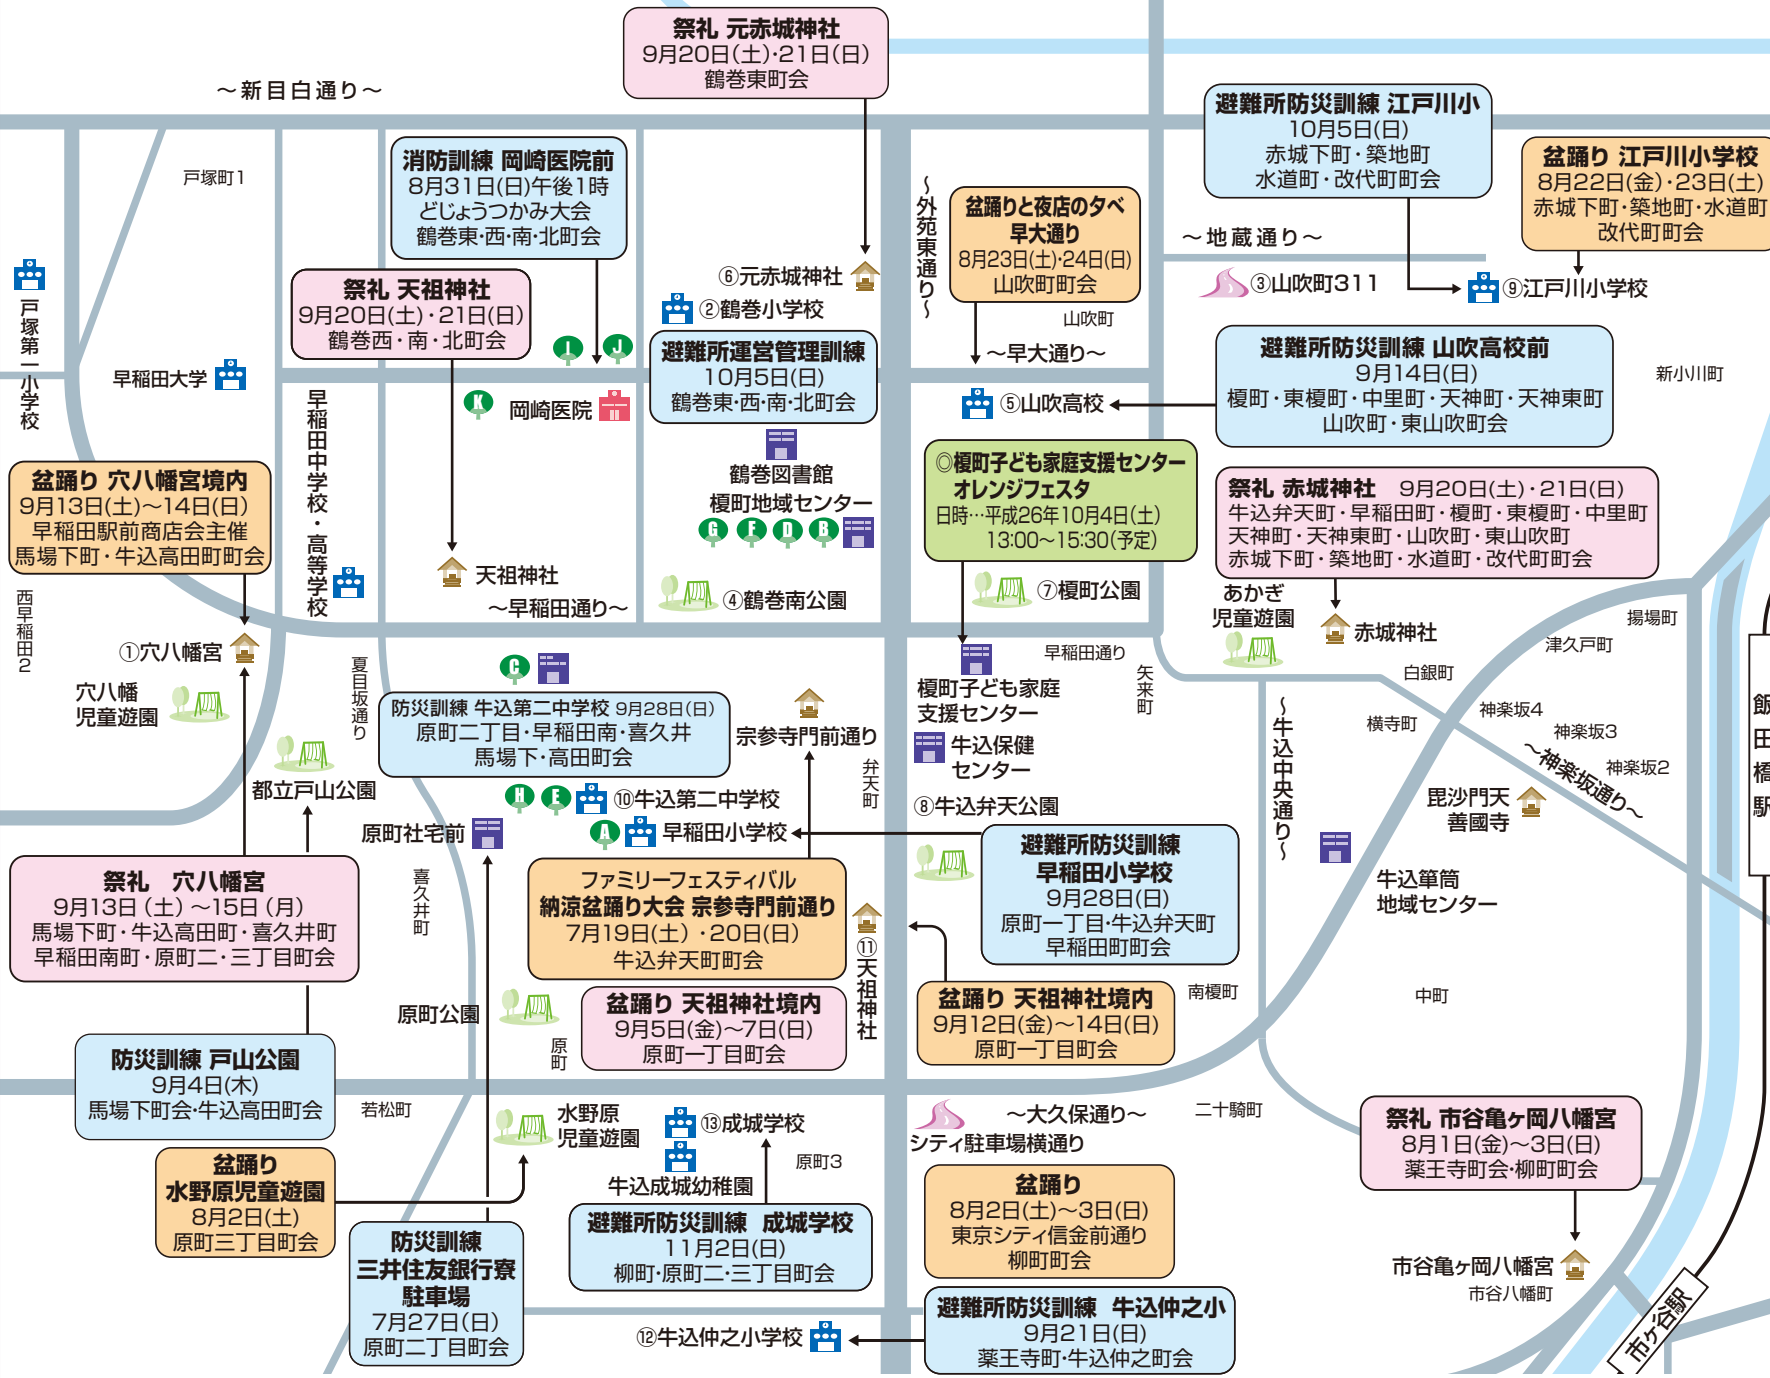 祭礼 元赤城神社
9月20日(土)・21日(日)
鶴巻東町会
〜新目白通り〜
避難所防災訓練 江戸川小
10月5日(日)
赤城下町・築地町
水道町・改代町町会
盆踊り 江戸川小学校
8月22日(金)・23日(土)
赤城下町・築地町・水道町
改代町町会
消防訓練 岡崎医院前
8月31日(日)午後1時
どじょうつかみ大会
鶴巻東・西・南・北町会
戸塚町1
〜外苑東通り〜
盆踊りと夜店の夕べ
早大通り
8月23日(土)・24日(日)
山吹町町会
〜地蔵通り〜
③山吹町311
⑨江戸川小学校
⑥元赤城神社
②鶴巻小学校
祭礼 天祖神社
9月20日(土)・21日(日)
鶴巻西・南・北町会
戸塚第一小学校
早稲田大学
I
J
K
岡崎医院
避難所運営管理訓練
10月5日(日)
鶴巻東・西・南・北町会
山吹町
〜早大通り〜
⑤山吹高校
避難所防災訓練 山吹高校前
9月14日(日)
榎町・東榎町・中里町・天神町・天神東町
山吹町・東山吹町会
新小川町
早稲田中学校・高等学校
鶴巻図書館
榎町地域センター
G
F
D
B
◎榎町子ども家庭支援センター
オレンジフェスタ
日時…平成26年10月4日(土)
13:00〜15:30(予定)
祭礼 赤城神社 9月20日(土)・21日(日)
牛込弁天町・早稲田町・榎町・東榎町・中里町
天神町・天神東町・山吹町・東山吹町
赤城下町・築地町・水道町・改代町町会
盆踊り 穴八幡宮境内
9月13日(土)〜14日(日)
早稲田駅前商店会主催
馬場下町・牛込高田町町会
天祖神社
〜早稲田通り〜
④鶴巻南公園
⑦榎町公園
あかぎ
児童遊園
赤城神社
揚場町
津久戸町
白銀町
西早稲田2
①穴八幡宮
穴八幡
児童遊園
夏目坂通り
C
防災訓練 牛込第二中学校 9月28日(日)
原町二丁目・早稲田南・喜久井
馬場下・高田町会
宗参寺門前通り
弁天町
榎町子ども家庭
支援センター
早稲田通り
矢来町
牛込保健
センター
〜牛込中央通り〜
横寺町
神楽坂4
神楽坂3
神楽坂2
〜神楽坂通り〜
飯田橋駅
都立戸山公園
H
E
⑩牛込第二中学校
A
早稲田小学校
原町社宅前
⑧牛込弁天公園
毘沙門天
善國寺
避難所防災訓練
早稲田小学校
9月28日(日)
原町一丁目・牛込弁天町
早稲田町町会
牛込箪笥
地域センター
祭礼 穴八幡宮
9月13日(土)〜15日(月)
馬場下町・牛込高田町・喜久井町
早稲田南町・原町二・三丁目町会
喜久井町
ファミリーフェスティバル
納涼盆踊り大会 宗参寺門前通り
7月19日(土)・20日(日)
牛込弁天町町会
⑪天祖神社
原町公園
原町
盆踊り 天祖神社境内
9月5日(金)〜7日(日)
原町一丁目町会
盆踊り 天祖神社境内
9月12日(金)〜14日(日)
原町一丁目町会
南榎町
中町
防災訓練 戸山公園
9月4日(木)
馬場下町会・牛込高田町会
若松町
水野原
児童遊園
⑬成城学校
牛込成城幼稚園
原町3
〜大久保通り〜
シティ駐車場横通り
二十騎町
盆踊り
水野原児童遊園
8月2日(土)
原町三丁目町会
防災訓練
三井住友銀行寮
駐車場
7月27日(日)
原町二丁目町会
避難所防災訓練 成城学校
11月2日(日)
柳町・原町二・三丁目町会
盆踊り
8月2日(土)〜3日(日)
東京シティ信金前通り
柳町町会
祭礼 市谷亀ヶ岡八幡宮
8月1日(金)〜3日(日)
薬王寺町会・柳町町会
市谷亀ヶ岡八幡宮
市谷八幡町
市ヶ谷駅
⑫牛込仲之小学校
避難所防災訓練 牛込仲之小
9月21日(日)
薬王寺町・牛込仲之町会